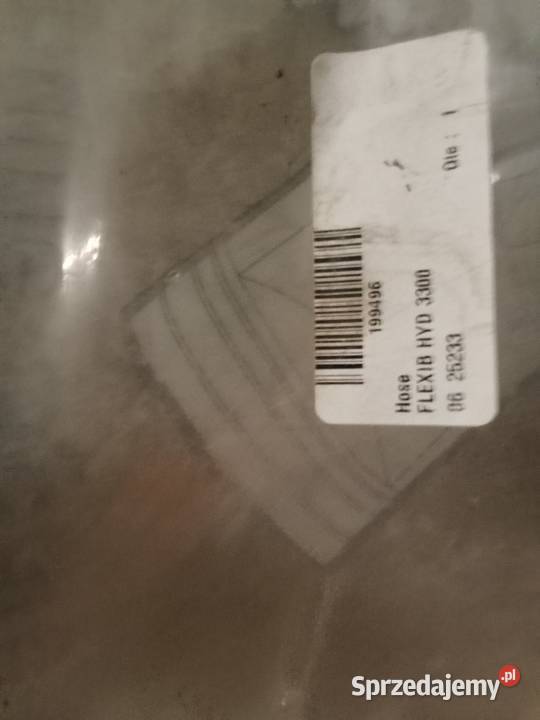 199496
Hose
FLEXIB HYD 3300
06 25233
Qte : 1
Sprzedajemy.pl